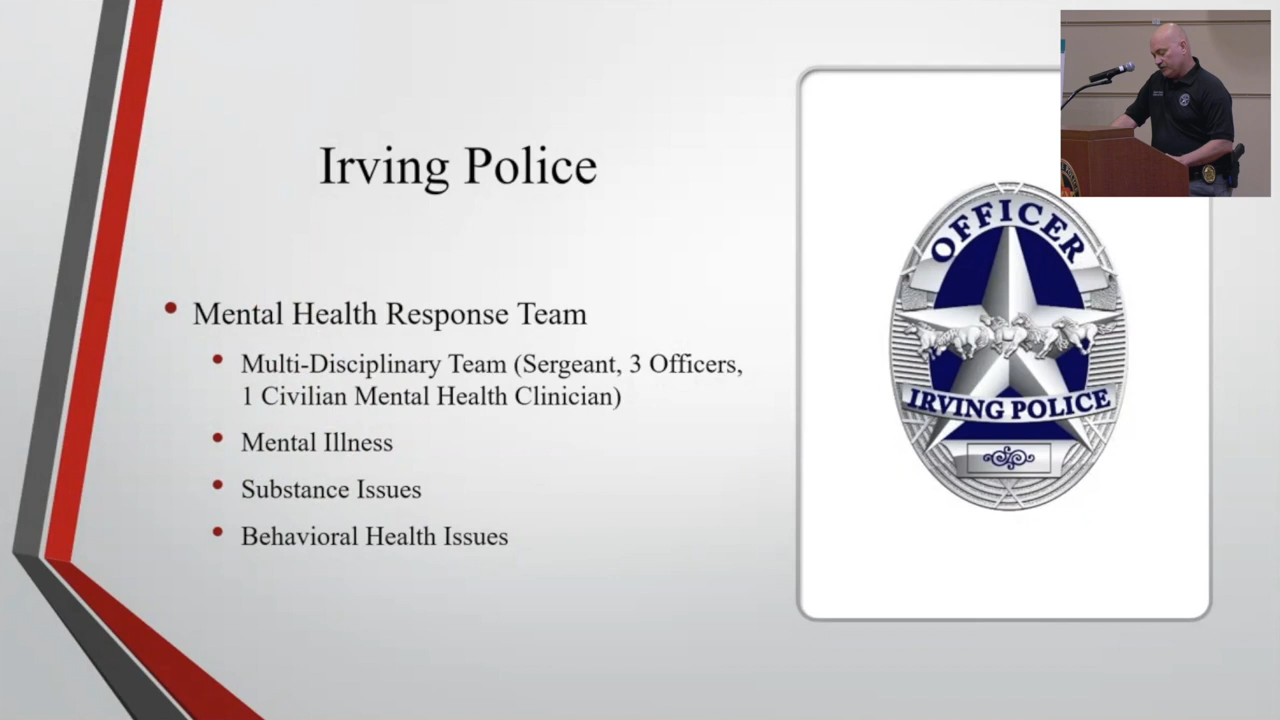 Irving Police
Mental Health Response Team
Multi-Disciplinary Team (Sergeant, 3 Officers,
1 Civilian Mental Health Clinician)
Mental Illness
Substance Issues
Behavioral Health Issues
OFFICER
IRVING POLICE